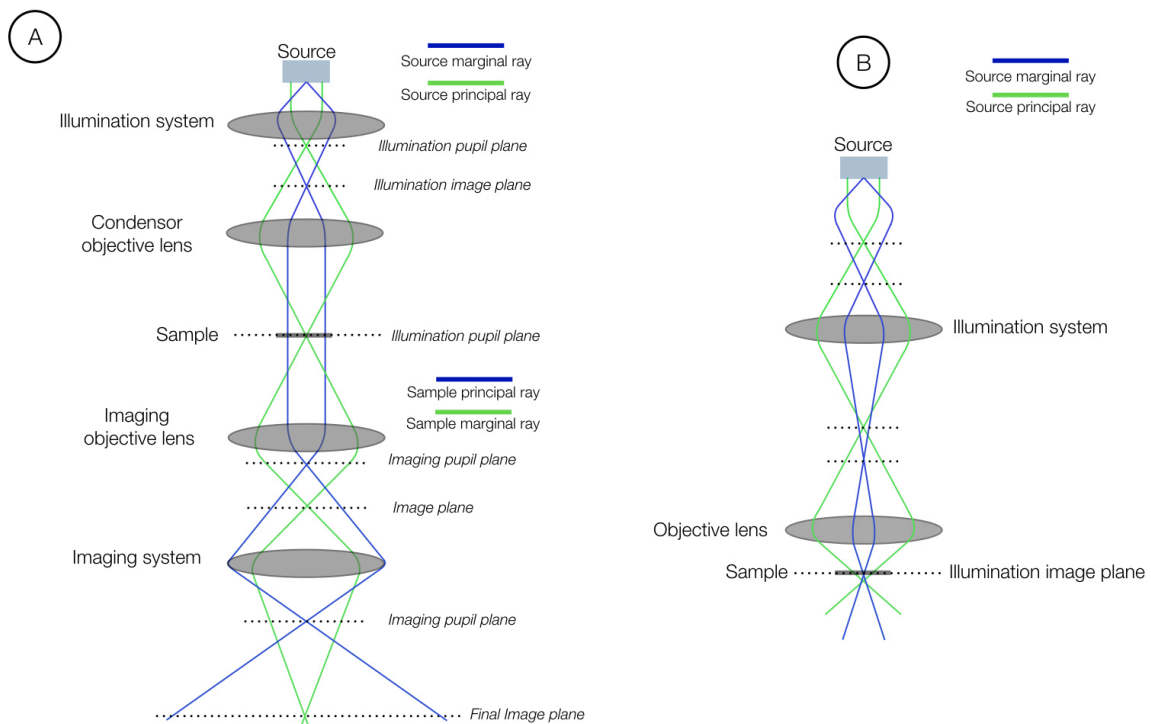 A
Source
Source marginal ray
Source principal ray
Illumination system
Illumination pupil plane
Illumination image plane
Condensor
objective lens
Sample
Illumination pupil plane
Sample principal ray
Sample marginal ray
Imaging
objective lens
Imaging pupil plane
Image plane
Imaging system
Imaging pupil plane
Final Image plane
B
Source marginal ray
Source principal ray
Source
Illumination system
Objective lens
Sample
Illumination image plane